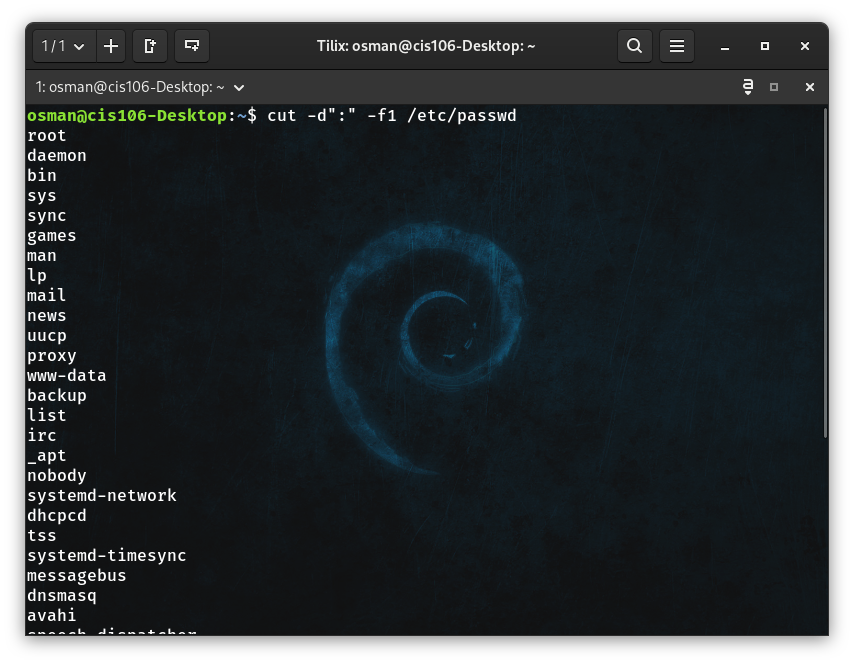 1 / 1
Tilix: osman@cis106-Desktop: ~
1: osman@cis106-Desktop: ~
a
osman@cis106-Desktop:~$ cut -d":" -f1 /etc/passwd
root
daemon
bin
sys
sync
games
man
lp
mail
news
uucp
proxy
www-data
backup
list
irc
_apt
nobody
systemd-network
dhcpcd
tss
systemd-timesync
messagebus
dnsmasq
avahi
speech-dispatcher